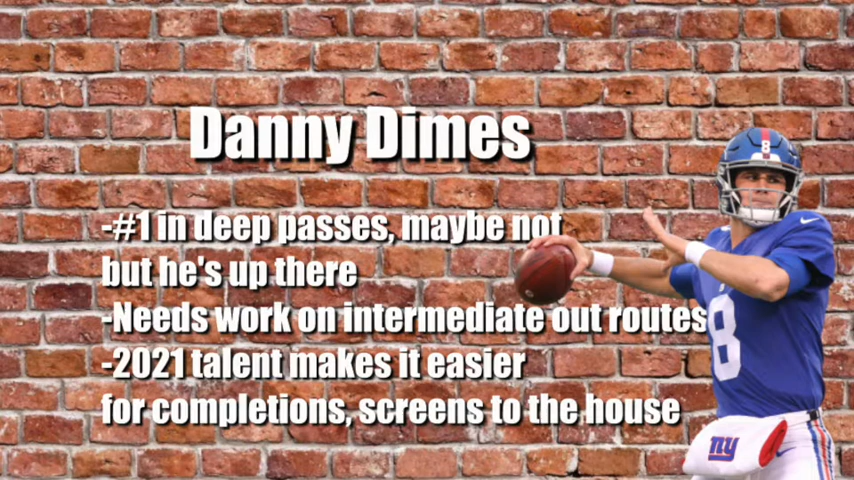 Danny Dimes
-#1 in deep passes, maybe not
but he's up there
-Needs work on intermediate out routes
-2021 talent makes it easier
for completions, screens to the house
8
8
ny